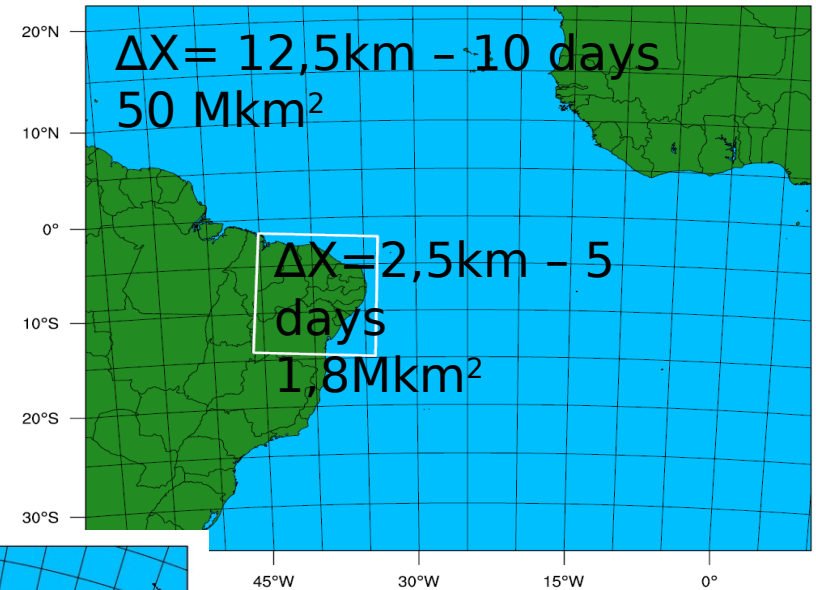 20°N
ΔX= 12,5km – 10 days
50 Mkm²
10°N
0°
ΔX=2,5km – 5
days
10°S
1,8Mkm²
20°S
30°S
45°W 30°W 15°W 0°